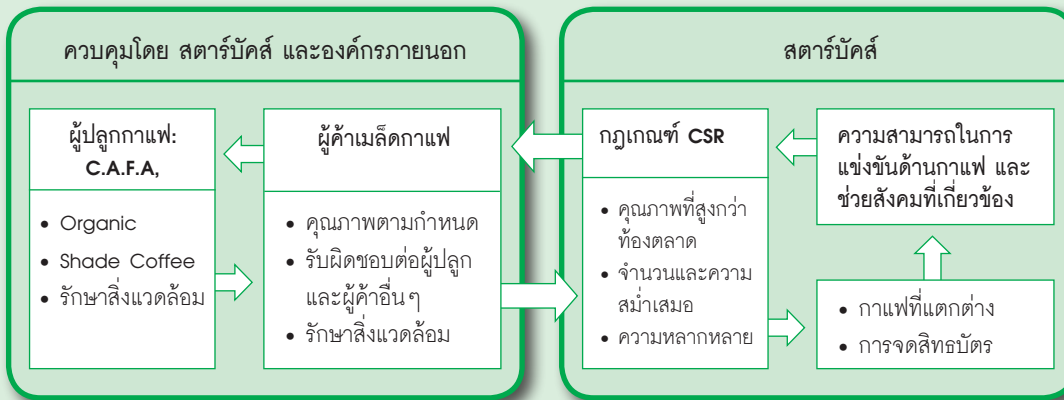 ควบคุมโดย สตาร์บัคส์ และองค์กรภายนอก
ผู้ปลูกกาแฟ:
C.A.F.A,
• Organic
• Shade Coffee
• รักษาสิ่งแวดล้อม
ผู้ค้าเมล็ดกาแฟ
• คุณภาพตามกำหนด
• รับผิดชอบต่อผู้ปลูก
และผู้ค้าอื่นๆ
• รักษาสิ่งแวดล้อม
สตาร์บัคส์
กฎเกณฑ์ CSR
• คุณภาพที่สูงกว่า
ท้องตลาด
• จำนวนและความ
สม่ำเสมอ
• ความหลากหลาย
ความสามารถในการ
แข่งขันด้านกาแฟ และ
ช่วยสังคมที่เกี่ยวข้อง
• กาแฟที่แตกต่าง
• การจดสิทธบัตร